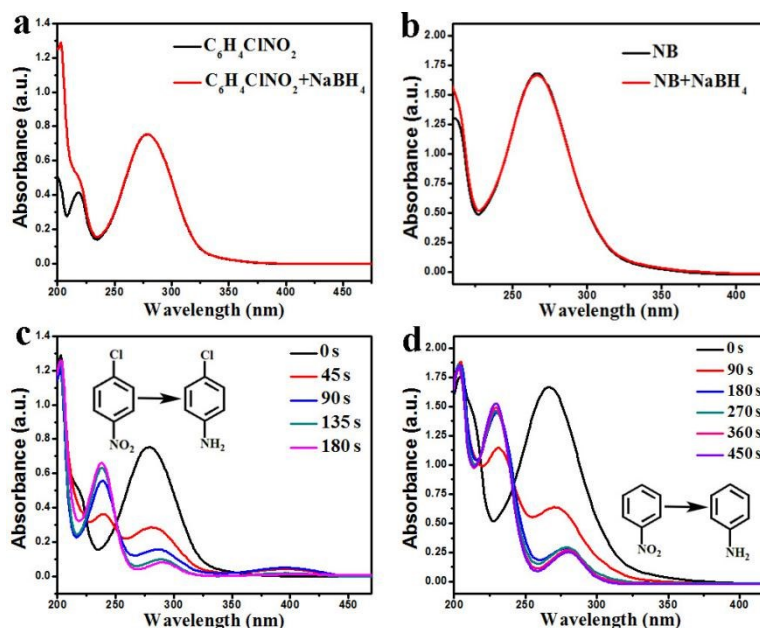 a
C₆H₄ClNO₂
C₆H₄ClNO₂+NaBH₄
Absorbance (a.u.)
1.4
1.2
1.0
0.8
0.6
0.4
0.2
0.0
200 250 300 350 400 450
Wavelength (nm)
b
NB
NB+NaBH₄
Absorbance (a.u.)
2.00
1.75
1.50
1.25
1.00
0.75
0.50
0.25
0.00
250 300 350 400
Wavelength (nm)
c
Cl
NO₂
Cl
NH₂
0 s
45 s
90 s
135 s
180 s
Absorbance (a.u.)
1.4
1.2
1.0
0.8
0.6
0.4
0.2
0.0
200 250 300 350 400 450
Wavelength (nm)
d
0 s
90 s
180 s
270 s
360 s
450 s
NO₂
NH₂
Absorbance (a.u.)
2.00
1.75
1.50
1.25
1.00
0.75
0.50
0.25
0.00
200 250 300 350 400
Wavelength (nm)